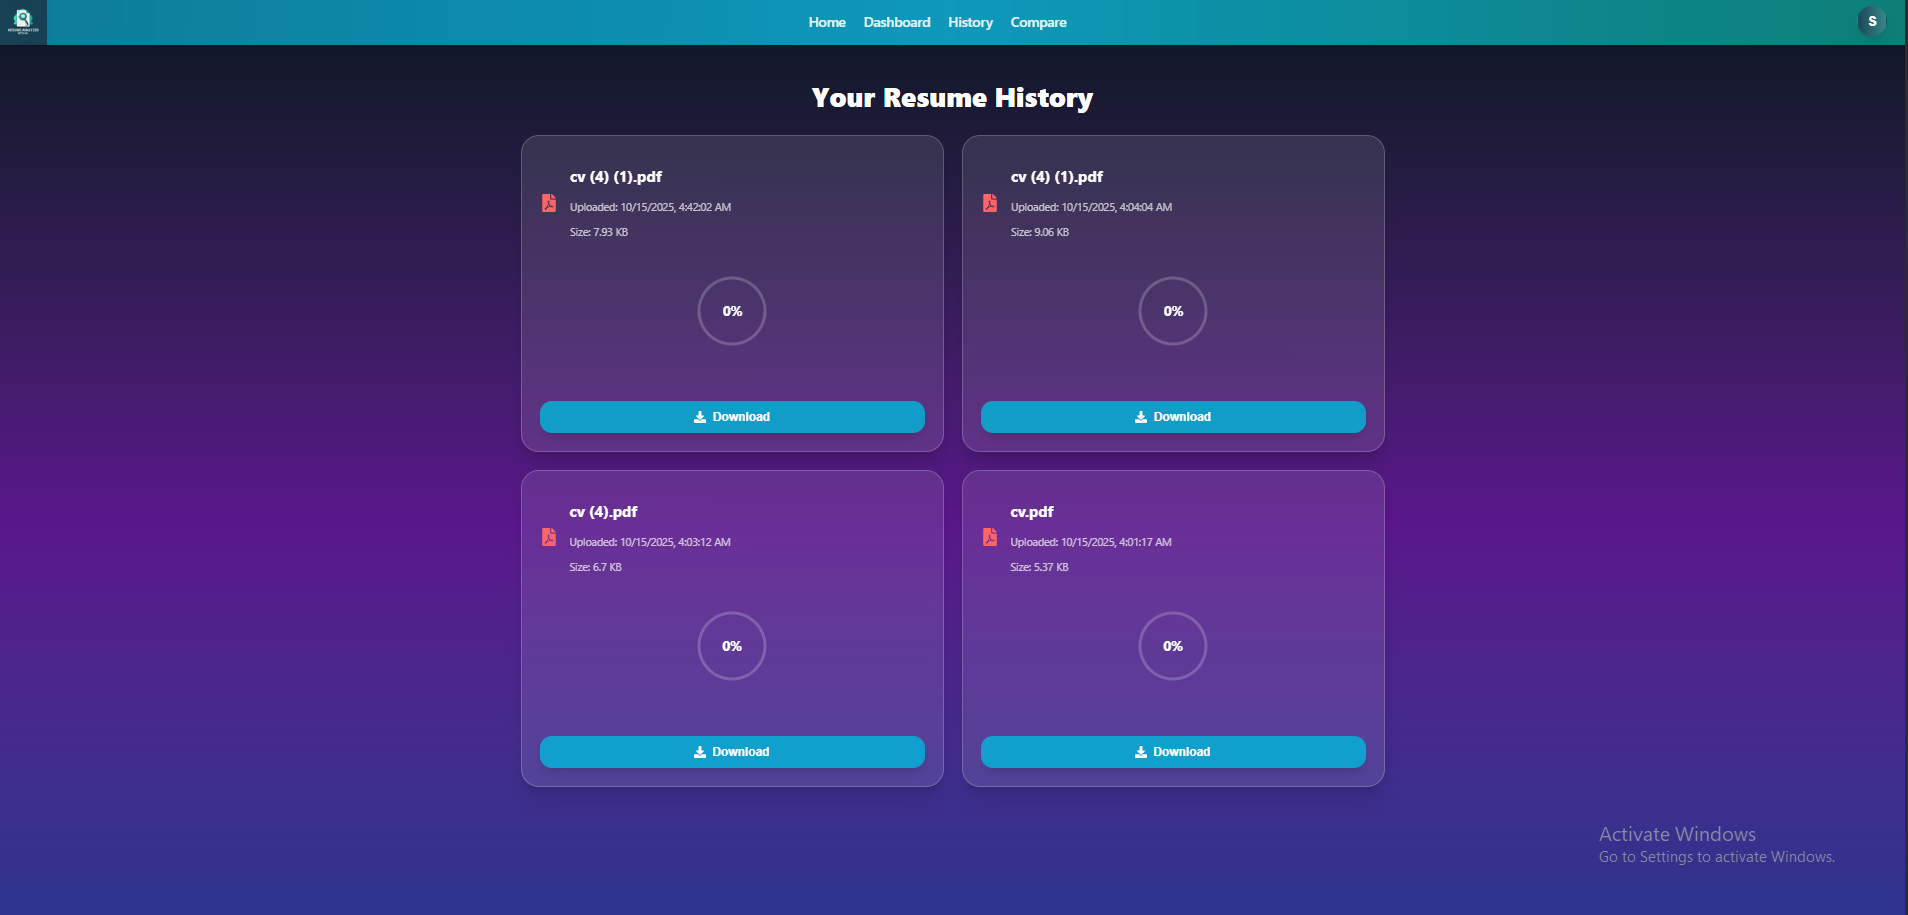 RESUME ANALYZER
Home Dashboard History Compare
S
Your Resume History
cv (4) (1).pdf
Uploaded: 10/15/2025, 4:42:02 AM
Size: 7.93 KB
0%
Download
cv (4) (1).pdf
Uploaded: 10/15/2025, 4:04:04 AM
Size: 9.06 KB
0%
Download
cv (4).pdf
Uploaded: 10/15/2025, 4:03:12 AM
Size: 6.7 KB
0%
Download
cv.pdf
Uploaded: 10/15/2025, 4:01:17 AM
Size: 5.37 KB
0%
Download
Activate Windows
Go to Settings to activate Windows.